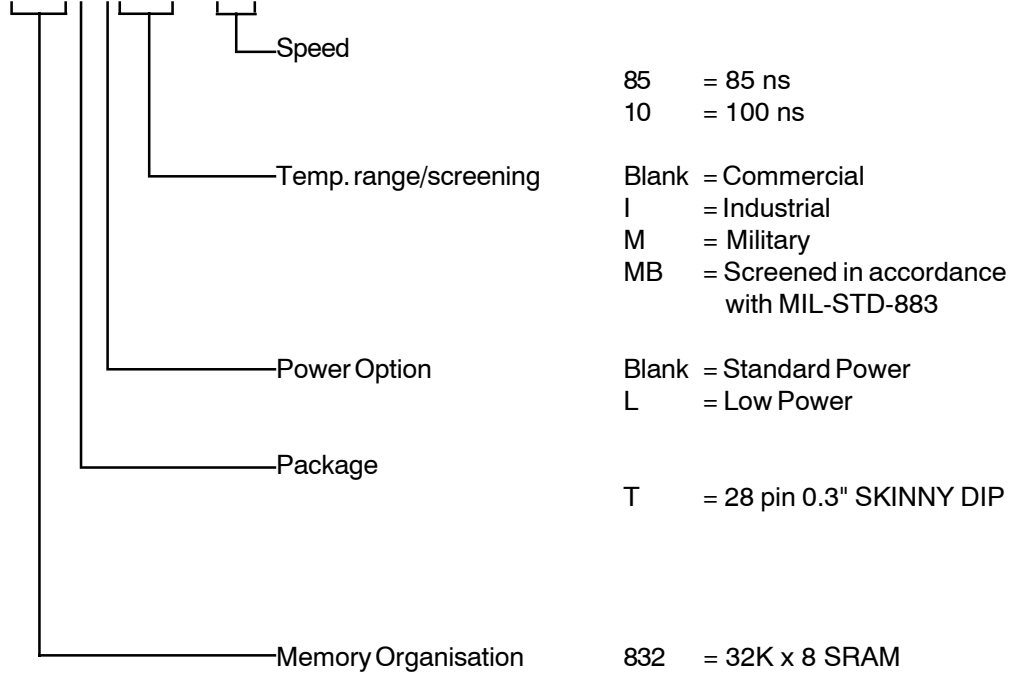 Speed
85 = 85 ns
10 = 100 ns
Temp. range/screening Blank = Commercial
I = Industrial
M = Military
MB = Screened in accordance
with MIL-STD-883
Power Option Blank = Standard Power
L = Low Power
Package
T = 28 pin 0.3" SKINNY DIP
Memory Organisation 832 = 32K x 8 SRAM